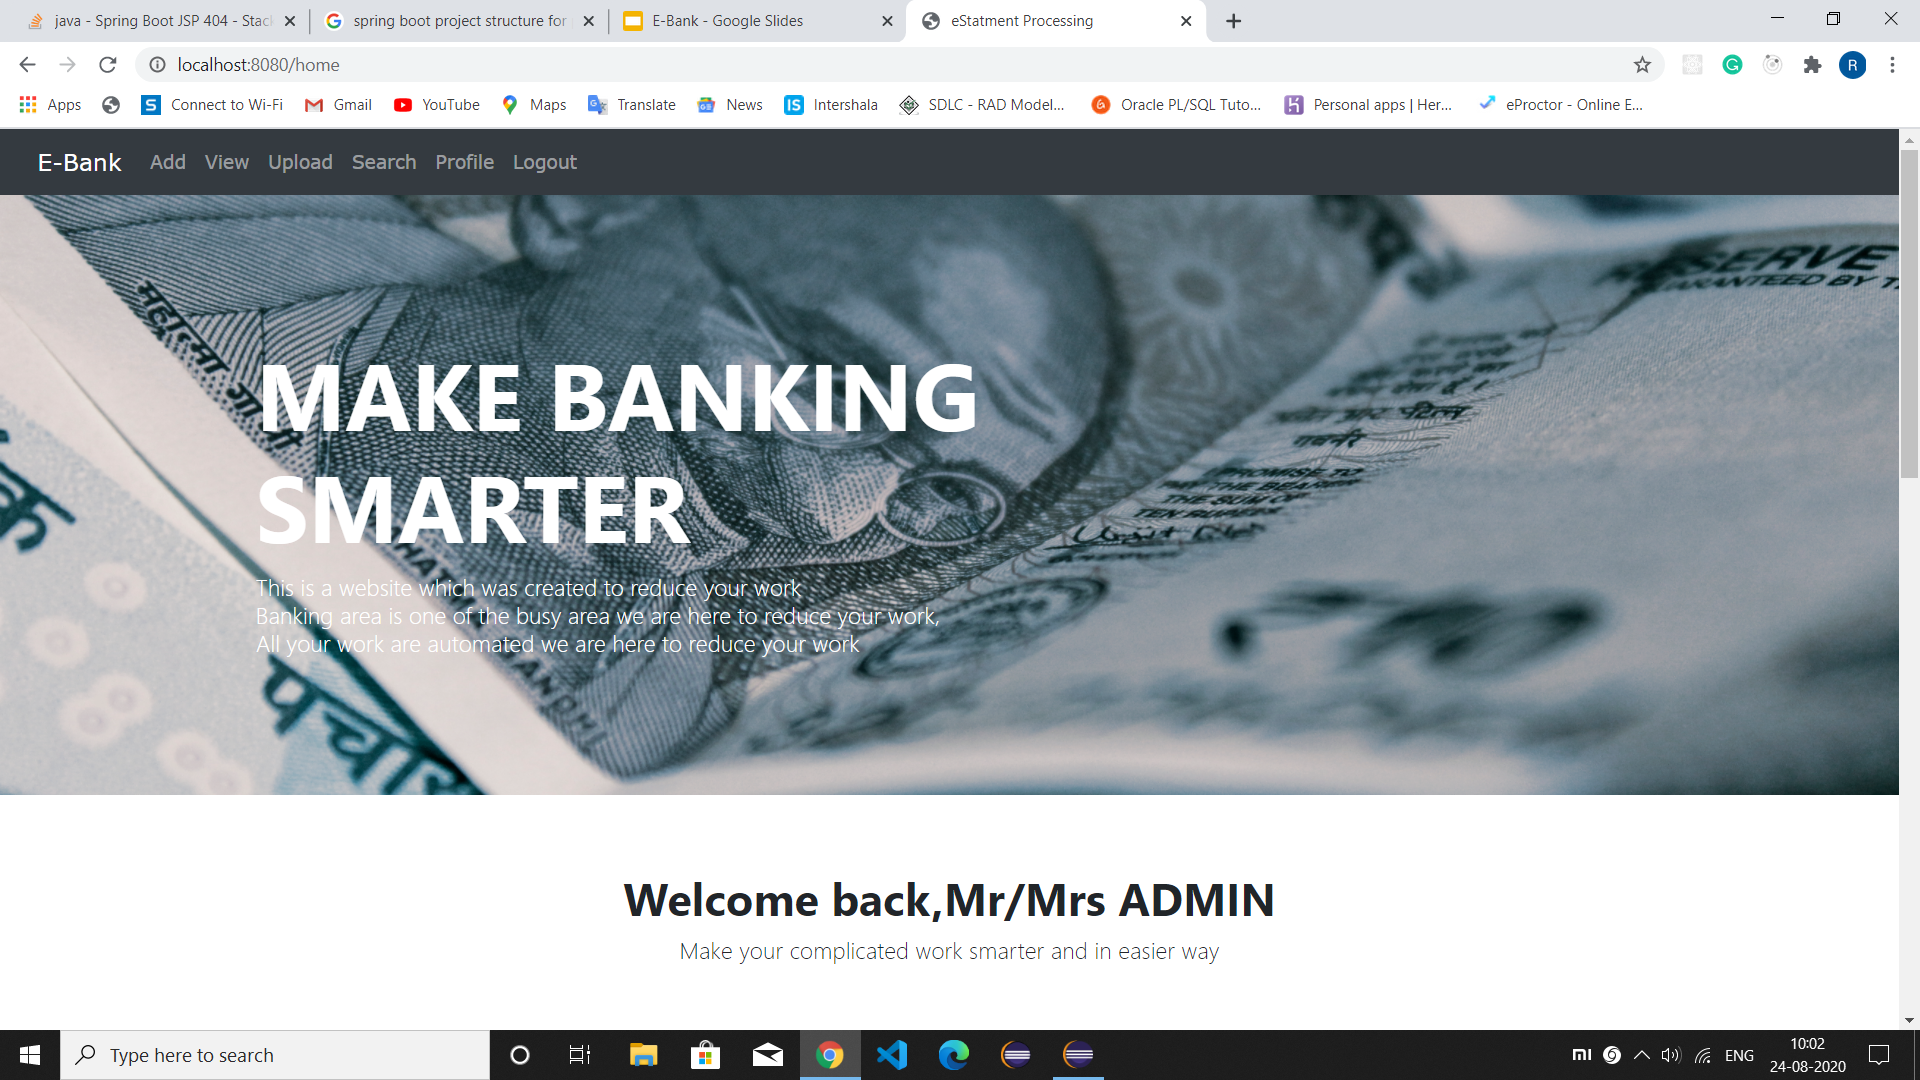 java - Spring Boot JSP 404 - Stac
spring boot project structure for
E-Bank - Google Slides
eStatment Processing
localhost:8080/home
R
Apps
Connect to Wi-Fi
Gmail
YouTube
Maps
Translate
News
IS
Intershala
SDLC - RAD Model...
Oracle PL/SQL Tuto...
Personal apps | Her...
eProctor - Online E...
E-Bank
Add
View
Upload
Search
Profile
Logout
RESERVE
GUARANTEED BY T
MAKE BANKING
SMARTER
This is a website which was created to reduce your work
Banking area is one of the busy area we are here to reduce your work,
All your work are automated we are here to reduce your work
Welcome back,Mr/Mrs ADMIN
Make your complicated work smarter and in easier way
Type here to search
ENG
10:02
24-08-2020